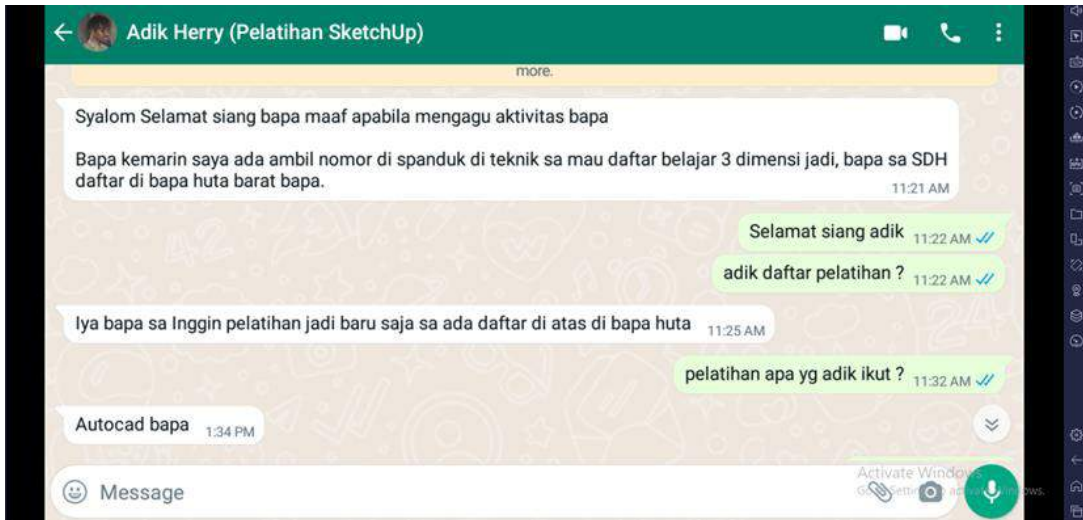 Adik Herry (Pelatihan SketchUp)
more.
Syalom Selamat siang bapa maaf apabila mengagu aktivitas bapa
Bapa kemarin saya ada ambil nomor di spanduk di teknik sa mau daftar belajar 3 dimensi jadi, bapa sa SDH
daftar di bapa huta barat bapa.
11:21 AM
Selamat siang adik 11:22 AM
adik daftar pelatihan ? 11:22 AM
Iya bapa sa Inggin pelatihan jadi baru saja sa ada daftar di atas di bapa huta 11:25 AM
pelatihan apa yg adik ikut ? 11:32 AM
Autocad bapa 1:34 PM
Activate Windows
Message